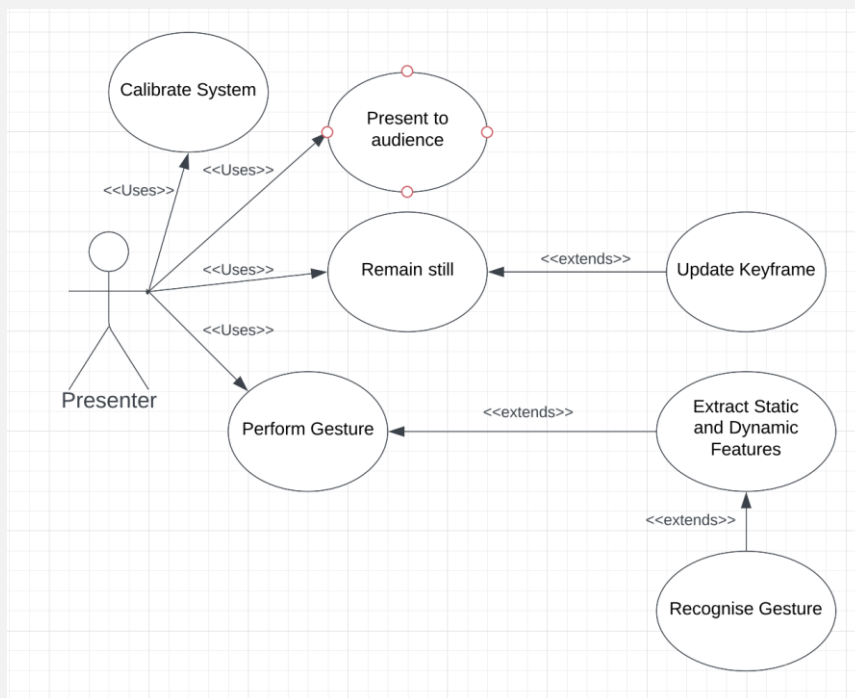 Calibrate System
Present to
audience
<<Uses>>
<<Uses>>
<<Uses>>
<<extends>>
Remain still
Update Keyframe
<<Uses>>
Presenter
Perform Gesture
<<extends>>
Extract Static
and Dynamic
Features
<<extends>>
Recognise Gesture